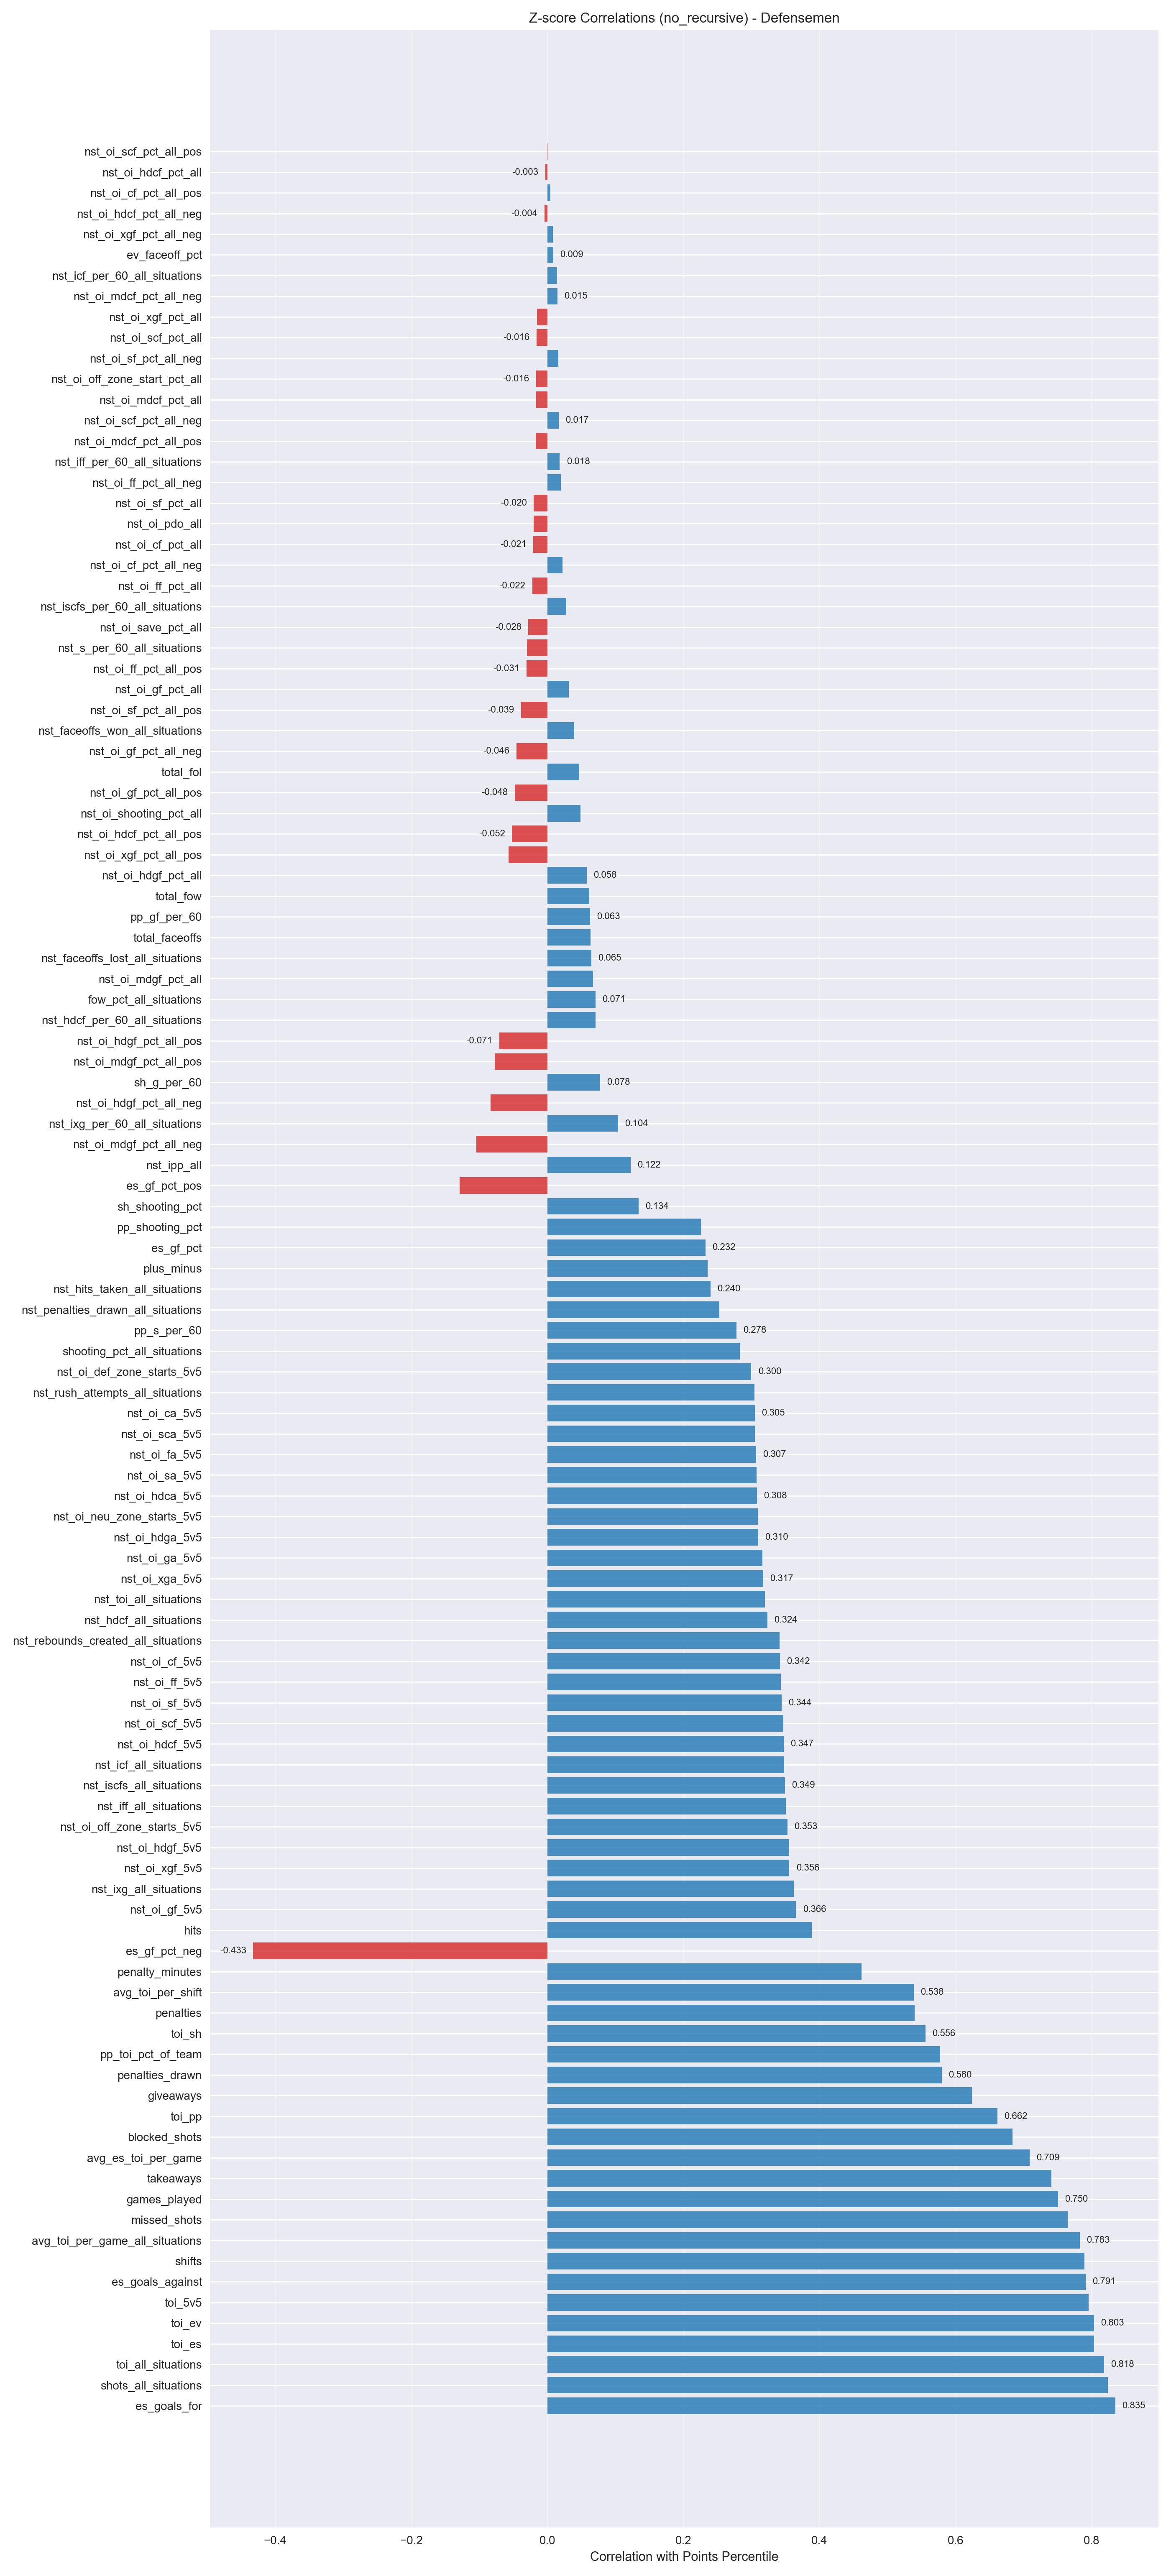 Z-score Correlations (no_recursive) - Defensemen
nst_oi_scf_pct_all_pos
nst_oi_hdcf_pct_all -0.003
nst_oi_cf_pct_all_pos
nst_oi_hdcf_pct_all_neg -0.004
nst_oi_xgf_pct_all_neg
ev_faceoff_pct 0.009
nst_icf_per_60_all_situations
nst_oi_mdcf_pct_all_neg 0.015
nst_oi_xgf_pct_all
nst_oi_scf_pct_all -0.016
nst_oi_sf_pct_all_neg
nst_oi_off_zone_start_pct_all -0.016
nst_oi_mdcf_pct_all
nst_oi_scf_pct_all_neg 0.017
nst_oi_mdcf_pct_all_pos
nst_iff_per_60_all_situations 0.018
nst_oi_ff_pct_all_neg
nst_oi_sf_pct_all -0.020
nst_oi_pdo_all
nst_oi_cf_pct_all -0.021
nst_oi_cf_pct_all_neg
nst_oi_ff_pct_all -0.022
nst_iscfs_per_60_all_situations
nst_oi_save_pct_all -0.028
nst_s_per_60_all_situations
nst_oi_ff_pct_all_pos -0.031
nst_oi_gf_pct_all
nst_oi_sf_pct_all_pos -0.039
nst_faceoffs_won_all_situations
nst_oi_gf_pct_all_neg -0.046
total_fol
nst_oi_gf_pct_all_pos -0.048
nst_oi_shooting_pct_all
nst_oi_hdcf_pct_all_pos -0.052
nst_oi_xgf_pct_all_pos
nst_oi_hdgf_pct_all 0.058
total_fow
pp_gf_per_60 0.063
total_faceoffs
nst_faceoffs_lost_all_situations 0.065
nst_oi_mdgf_pct_all
fow_pct_all_situations 0.071
nst_hdcf_per_60_all_situations
nst_oi_hdgf_pct_all_pos -0.071
nst_oi_mdgf_pct_all_pos
sh_g_per_60 0.078
nst_oi_hdgf_pct_all_neg
nst_ixg_per_60_all_situations 0.104
nst_oi_mdgf_pct_all_neg
nst_ipp_all 0.122
es_gf_pct_pos
sh_shooting_pct 0.134
pp_shooting_pct
es_gf_pct 0.232
plus_minus
nst_hits_taken_all_situations 0.240
nst_penalties_drawn_all_situations
pp_s_per_60 0.278
shooting_pct_all_situations
nst_oi_def_zone_starts_5v5 0.300
nst_rush_attempts_all_situations
nst_oi_ca_5v5 0.305
nst_oi_sca_5v5
nst_oi_fa_5v5 0.307
nst_oi_sa_5v5
nst_oi_hdca_5v5 0.308
nst_oi_neu_zone_starts_5v5
nst_oi_hdga_5v5 0.310
nst_oi_ga_5v5
nst_oi_xga_5v5 0.317
nst_toi_all_situations
nst_hdcf_all_situations 0.324
nst_rebounds_created_all_situations
nst_oi_cf_5v5 0.342
nst_oi_ff_5v5
nst_oi_sf_5v5 0.344
nst_oi_scf_5v5
nst_oi_hdcf_5v5 0.347
nst_icf_all_situations
nst_iscfs_all_situations 0.349
nst_iff_all_situations
nst_oi_off_zone_starts_5v5 0.353
nst_oi_hdgf_5v5
nst_oi_xgf_5v5 0.356
nst_ixg_all_situations
nst_oi_gf_5v5 0.366
hits
es_gf_pct_neg -0.433
penalty_minutes
avg_toi_per_shift 0.538
penalties
toi_sh 0.556
pp_toi_pct_of_team
penalties_drawn 0.580
giveaways
toi_pp 0.662
blocked_shots
avg_es_toi_per_game 0.709
takeaways
games_played 0.750
missed_shots
avg_toi_per_game_all_situations 0.783
shifts
es_goals_against 0.791
toi_5v5
toi_ev 0.803
toi_es
toi_all_situations 0.818
shots_all_situations
es_goals_for 0.835
−0.4 −0.2 0.0 0.2 0.4 0.6 0.8
Correlation with Points Percentile